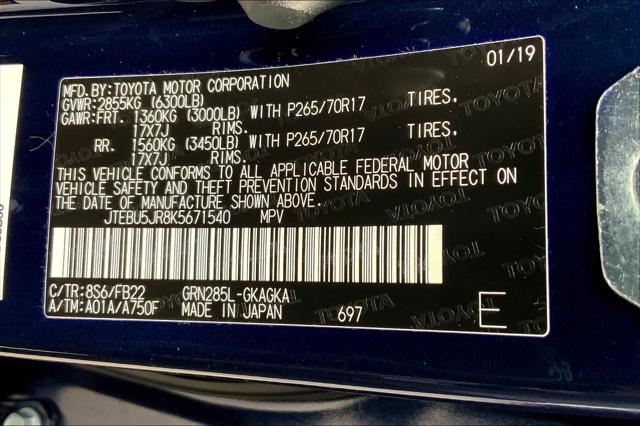 01/19
MFD.BY:TOYOTA MOTOR CORPORATION
GVWR:2855KG (6300LB)
GAWR:FRT. 1360KG (3000LB) WITH P265/70R17 TIRES.
17X7J RIMS.
RR. 1560KG (3450LB) WITH P265/70R17 TIRES.
17X7J RIMS.
THIS VEHICLE CONFORMS TO ALL APPLICABLE FEDERAL MOTOR
VEHICLE SAFETY AND THEFT PREVENTION STANDARDS IN EFFECT ON
THE DATE OF MANUFACTURE SHOWN ABOVE.
JTEBU5JR8K5671540 MPV
C/TR:8S6/FB22 GRN285L-GKAGKA
A/TM:A01A/A750F MADE IN JAPAN 697 E